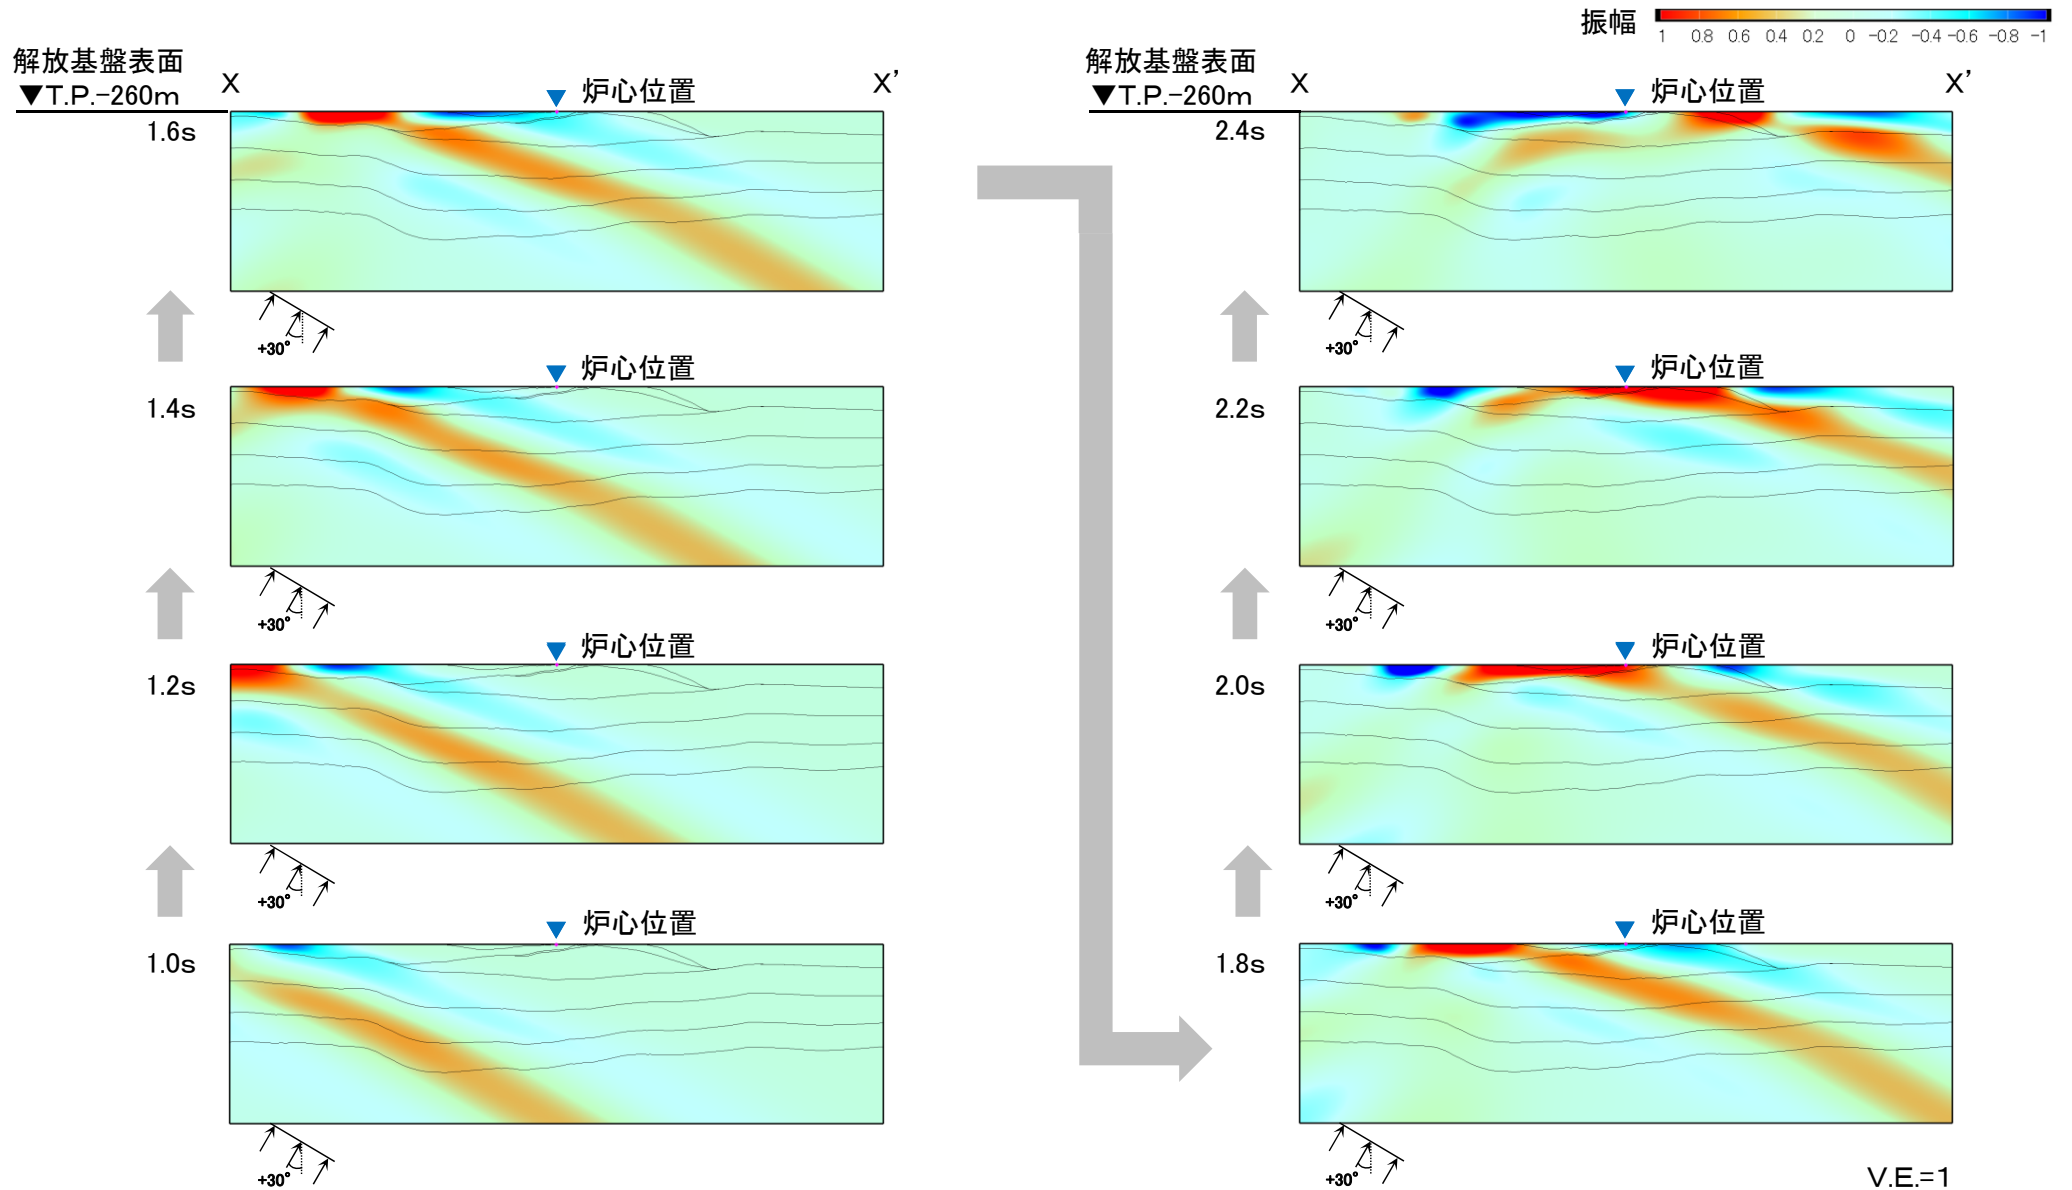 振幅
1 0.8 0.6 0.4 0.2 0 -0.2 -0.4 -0.6 -0.8 -1
解放基盤表面
▼T.P.-260m
X
X'
炉心位置
1.6s
+30°
炉心位置
1.4s
+30°
炉心位置
1.2s
+30°
炉心位置
1.0s
+30°
解放基盤表面
▼T.P.-260m
X
X'
炉心位置
2.4s
+30°
炉心位置
2.2s
+30°
炉心位置
2.0s
+30°
炉心位置
1.8s
+30°
V.E.=1